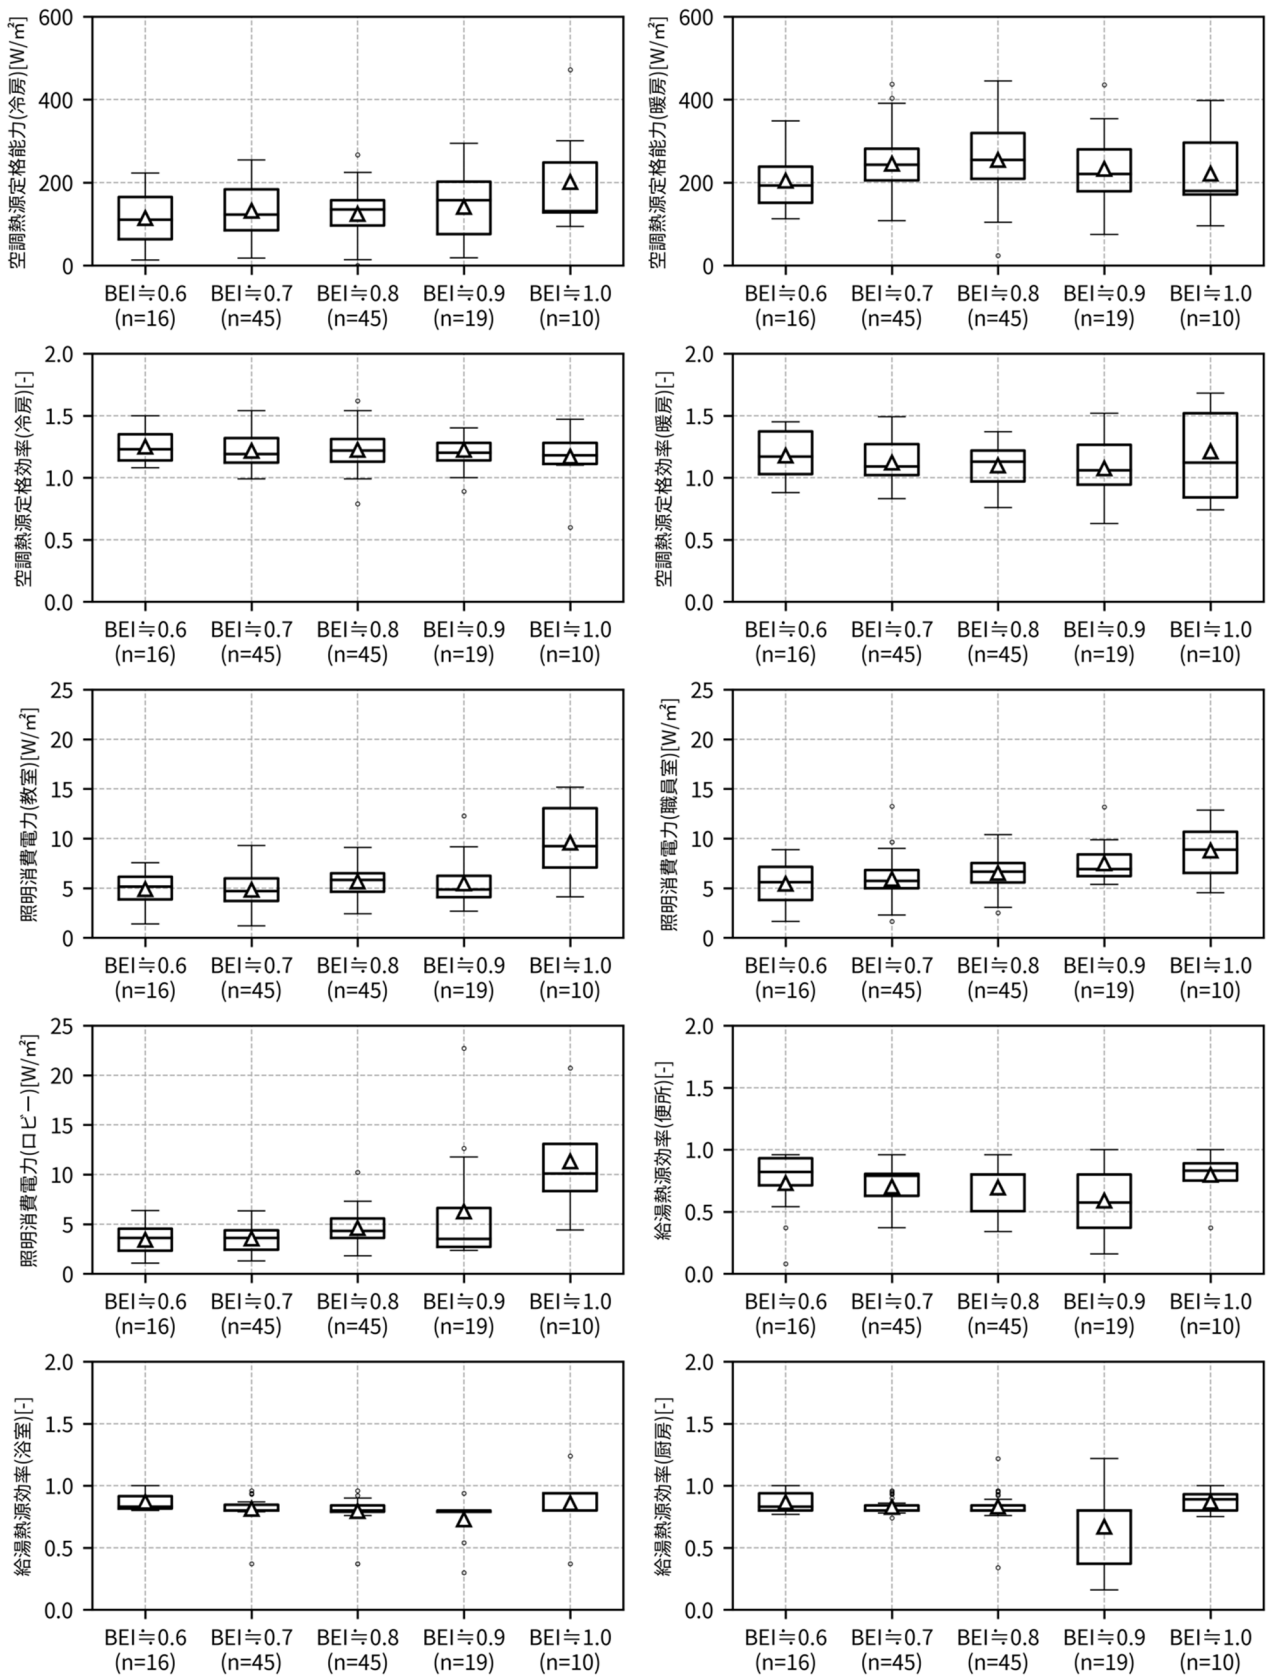 空調熱源定格能力(冷房)[W/㎡]
600
400
200
0
BEI≒0.6
(n=16)
BEI≒0.7
(n=45)
BEI≒0.8
(n=45)
BEI≒0.9
(n=19)
BEI≒1.0
(n=10)
空調熱源定格能力(暖房)[W/㎡]
600
400
200
0
BEI≒0.6
(n=16)
BEI≒0.7
(n=45)
BEI≒0.8
(n=45)
BEI≒0.9
(n=19)
BEI≒1.0
(n=10)
空調熱源定格効率(冷房)[-]
2.0
1.5
1.0
0.5
0.0
BEI≒0.6
(n=16)
BEI≒0.7
(n=45)
BEI≒0.8
(n=45)
BEI≒0.9
(n=19)
BEI≒1.0
(n=10)
空調熱源定格効率(暖房)[-]
2.0
1.5
1.0
0.5
0.0
BEI≒0.6
(n=16)
BEI≒0.7
(n=45)
BEI≒0.8
(n=45)
BEI≒0.9
(n=19)
BEI≒1.0
(n=10)
照明消費電力(教室)[W/㎡]
25
20
15
10
5
0
BEI≒0.6
(n=16)
BEI≒0.7
(n=45)
BEI≒0.8
(n=45)
BEI≒0.9
(n=19)
BEI≒1.0
(n=10)
照明消費電力(職員室)[W/㎡]
25
20
15
10
5
0
BEI≒0.6
(n=16)
BEI≒0.7
(n=45)
BEI≒0.8
(n=45)
BEI≒0.9
(n=19)
BEI≒1.0
(n=10)
照明消費電力(ロビー)[W/㎡]
25
20
15
10
5
0
BEI≒0.6
(n=16)
BEI≒0.7
(n=45)
BEI≒0.8
(n=45)
BEI≒0.9
(n=19)
BEI≒1.0
(n=10)
給湯熱源効率(便所)[-]
2.0
1.5
1.0
0.5
0.0
BEI≒0.6
(n=16)
BEI≒0.7
(n=45)
BEI≒0.8
(n=45)
BEI≒0.9
(n=19)
BEI≒1.0
(n=10)
給湯熱源効率(浴室)[-]
2.0
1.5
1.0
0.5
0.0
BEI≒0.6
(n=16)
BEI≒0.7
(n=45)
BEI≒0.8
(n=45)
BEI≒0.9
(n=19)
BEI≒1.0
(n=10)
給湯熱源効率(厨房)[-]
2.0
1.5
1.0
0.5
0.0
BEI≒0.6
(n=16)
BEI≒0.7
(n=45)
BEI≒0.8
(n=45)
BEI≒0.9
(n=19)
BEI≒1.0
(n=10)